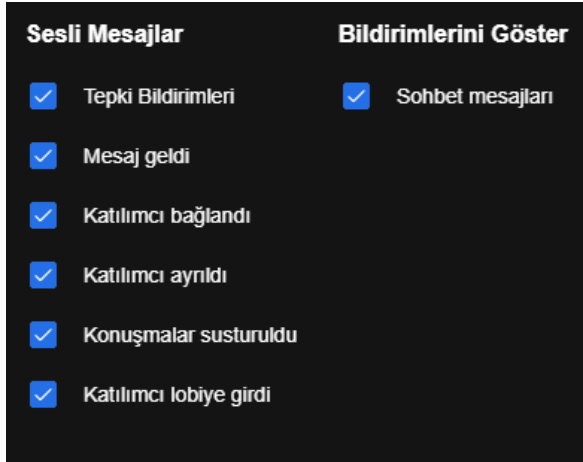 Sesli Mesajlar
Bildirimlerini Göster
Tepki Bildirimleri
Sohbet mesajları
Mesaj geldi
Katılımcı bağlandı
Katılımcı ayrıldı
Konuşmalar susturuldu
Katılımcı lobiye girdi